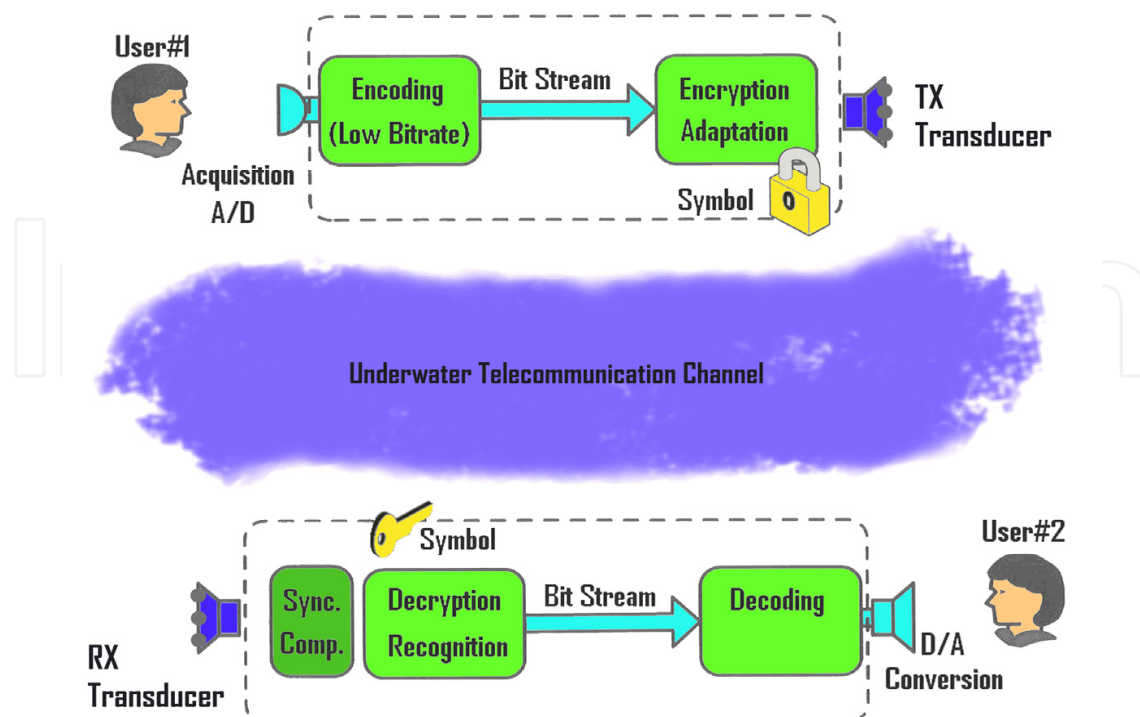 User#1
Encoding
(Low Bitrate)
Bit Stream
Encryption
Adaptation
TX
Transducer
Acquisition
A/D
Symbol
0
Underwater Telecommunication Channel
Symbol
User#2
Sync.
Comp.
Decryption
Recognition
Bit Stream
Decoding
RX
Transducer
D/A
Conversion